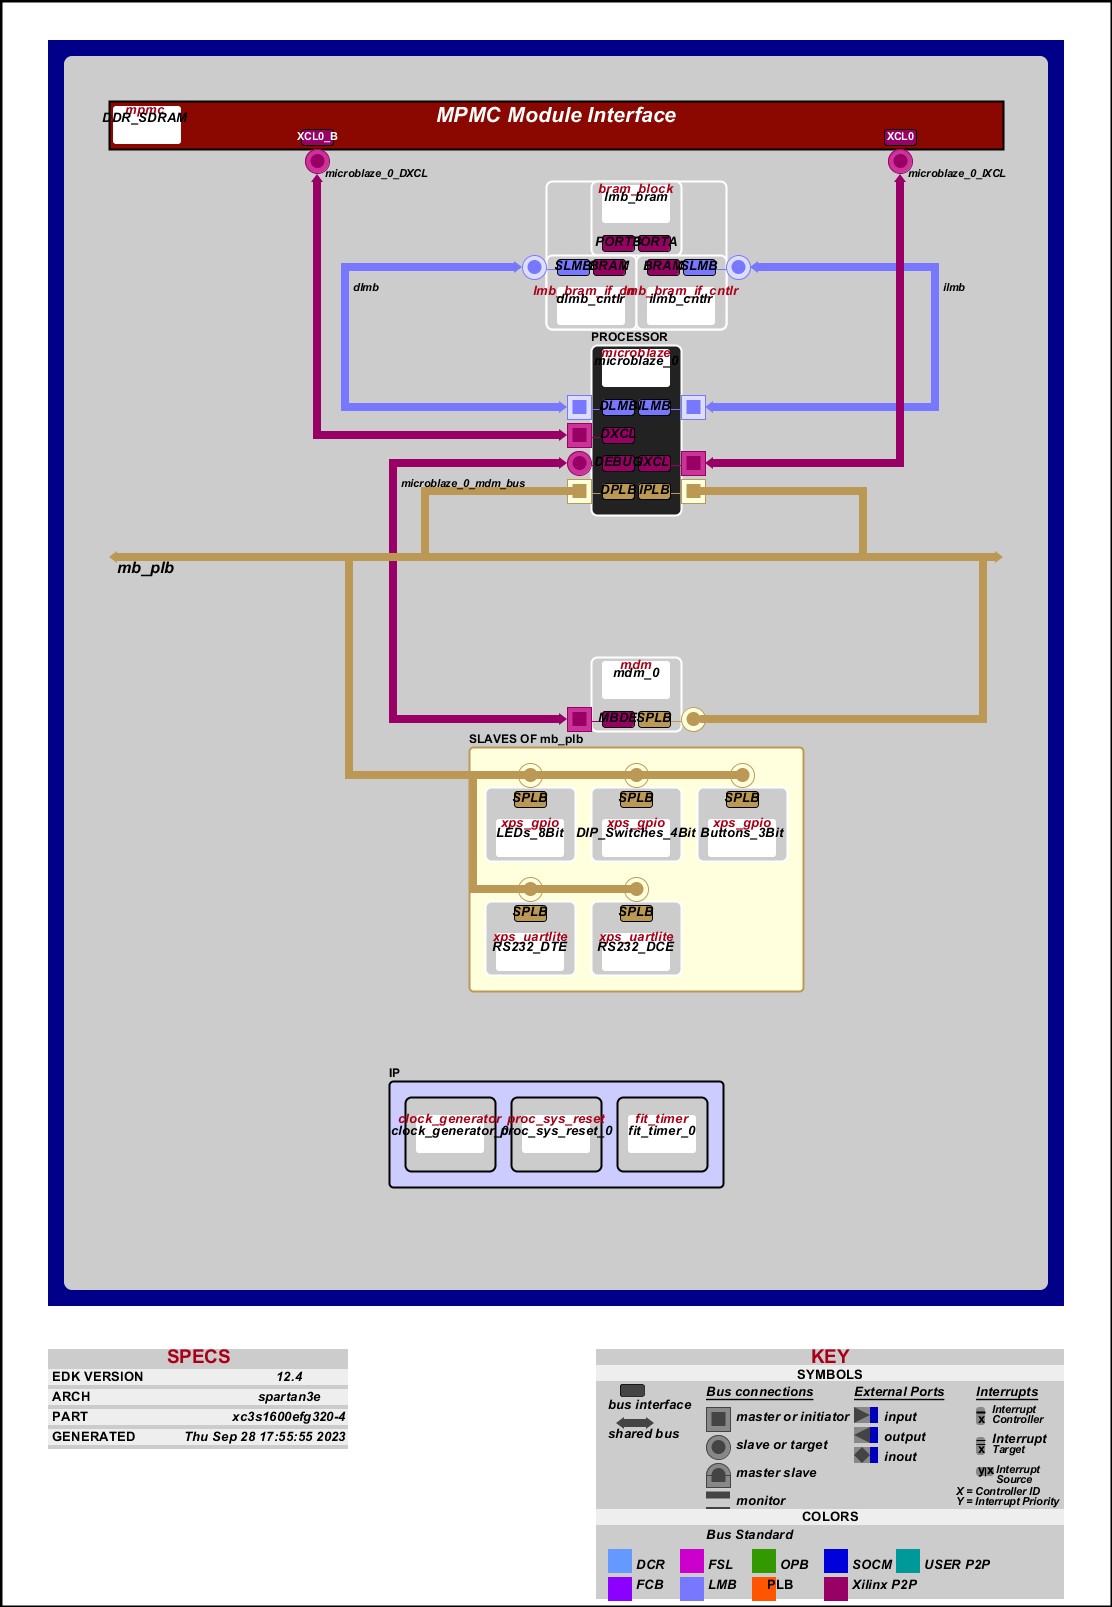 mpmc
DDR_SDRAM
MPMC Module Interface
XCL0_B
XCL0
microblaze_0_DXCL
microblaze_0_IXCL
bram_block
lmb_bram
PORTB PORTA
SLMB BRAM BRAM SLMB
dlmb
ilmb
lmb_bram_if_cntlr lmb_bram_if_cntlr
dlmb_cntlr ilmb_cntlr
PROCESSOR
microblaze
microblaze_0
DLMB ILMB
DXCL
DEBUG IXCL
microblaze_0_mdm_bus
DPLB IPLB
mb_plb
mdm
mdm_0
SPLB
SLAVES OF mb_plb
SPLB SPLB SPLB
xps_gpio xps_gpio xps_gpio
LEDs_8Bit DIP_Switches_4Bit Buttons_3Bit
SPLB SPLB
xps_uartlite xps_uartlite
RS232_DTE RS232_DCE
IP
clock_generator proc_sys_reset fit_timer
clock_generator_0 proc_sys_reset_0 fit_timer_0
SPECS
EDK VERSION 12.4
ARCH spartan3e
PART xc3s1600efg320-4
GENERATED Thu Sep 28 17:55:55 2023
KEY
SYMBOLS
bus interface
shared bus
Bus connections
master or initiator
slave or target
master slave
monitor
External Ports
input
output
inout
Interrupts
Interrupt
Controller
Interrupt
Target
Interrupt
Source
X = Controller ID
Y = Interrupt Priority
COLORS
Bus Standard
DCR FSL OPB SOCM USER P2P
FCB LMB PLB Xilinx P2P